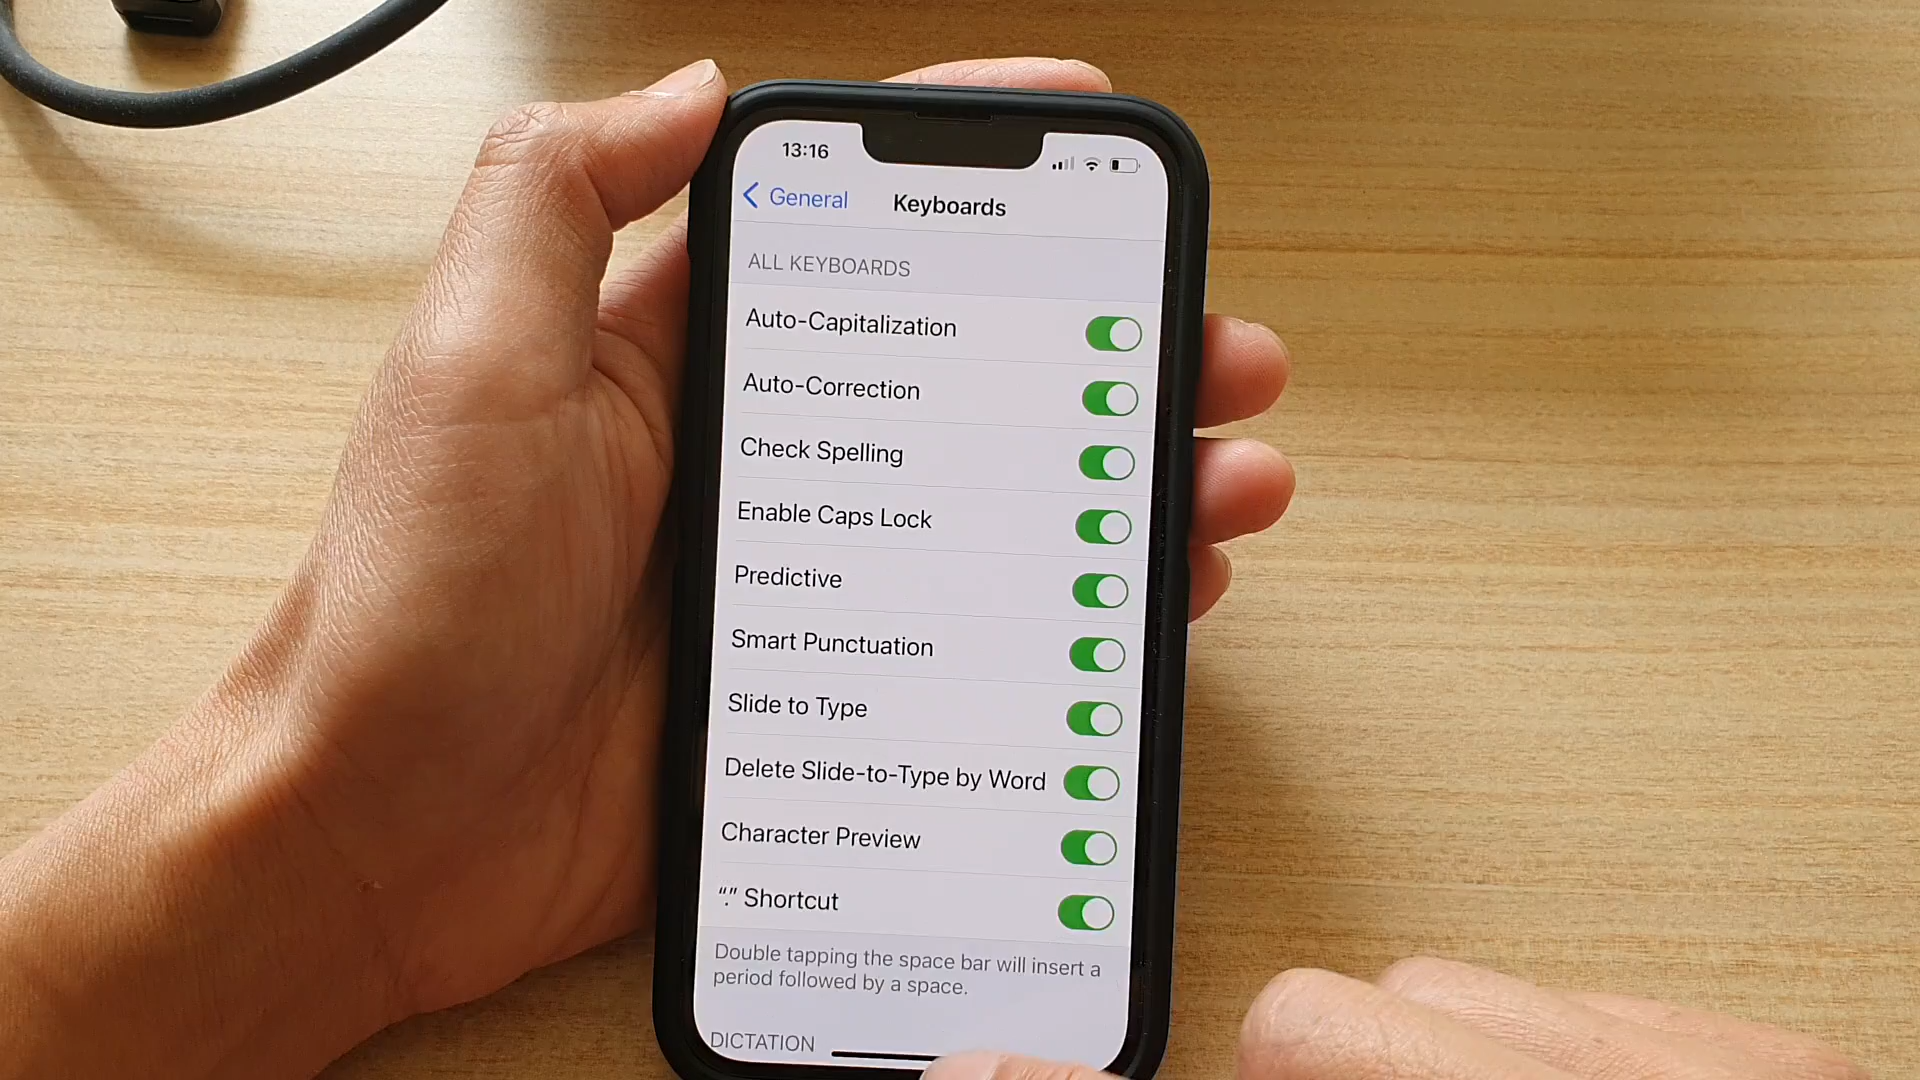 13:16
General
Keyboards
ALL KEYBOARDS
Auto-Capitalization
Auto-Correction
Check Spelling
Enable Caps Lock
Predictive
Smart Punctuation
Slide to Type
Delete Slide-to-Type by Word
Character Preview
“.” Shortcut
Double tapping the space bar will insert a
period followed by a space.
DICTATION